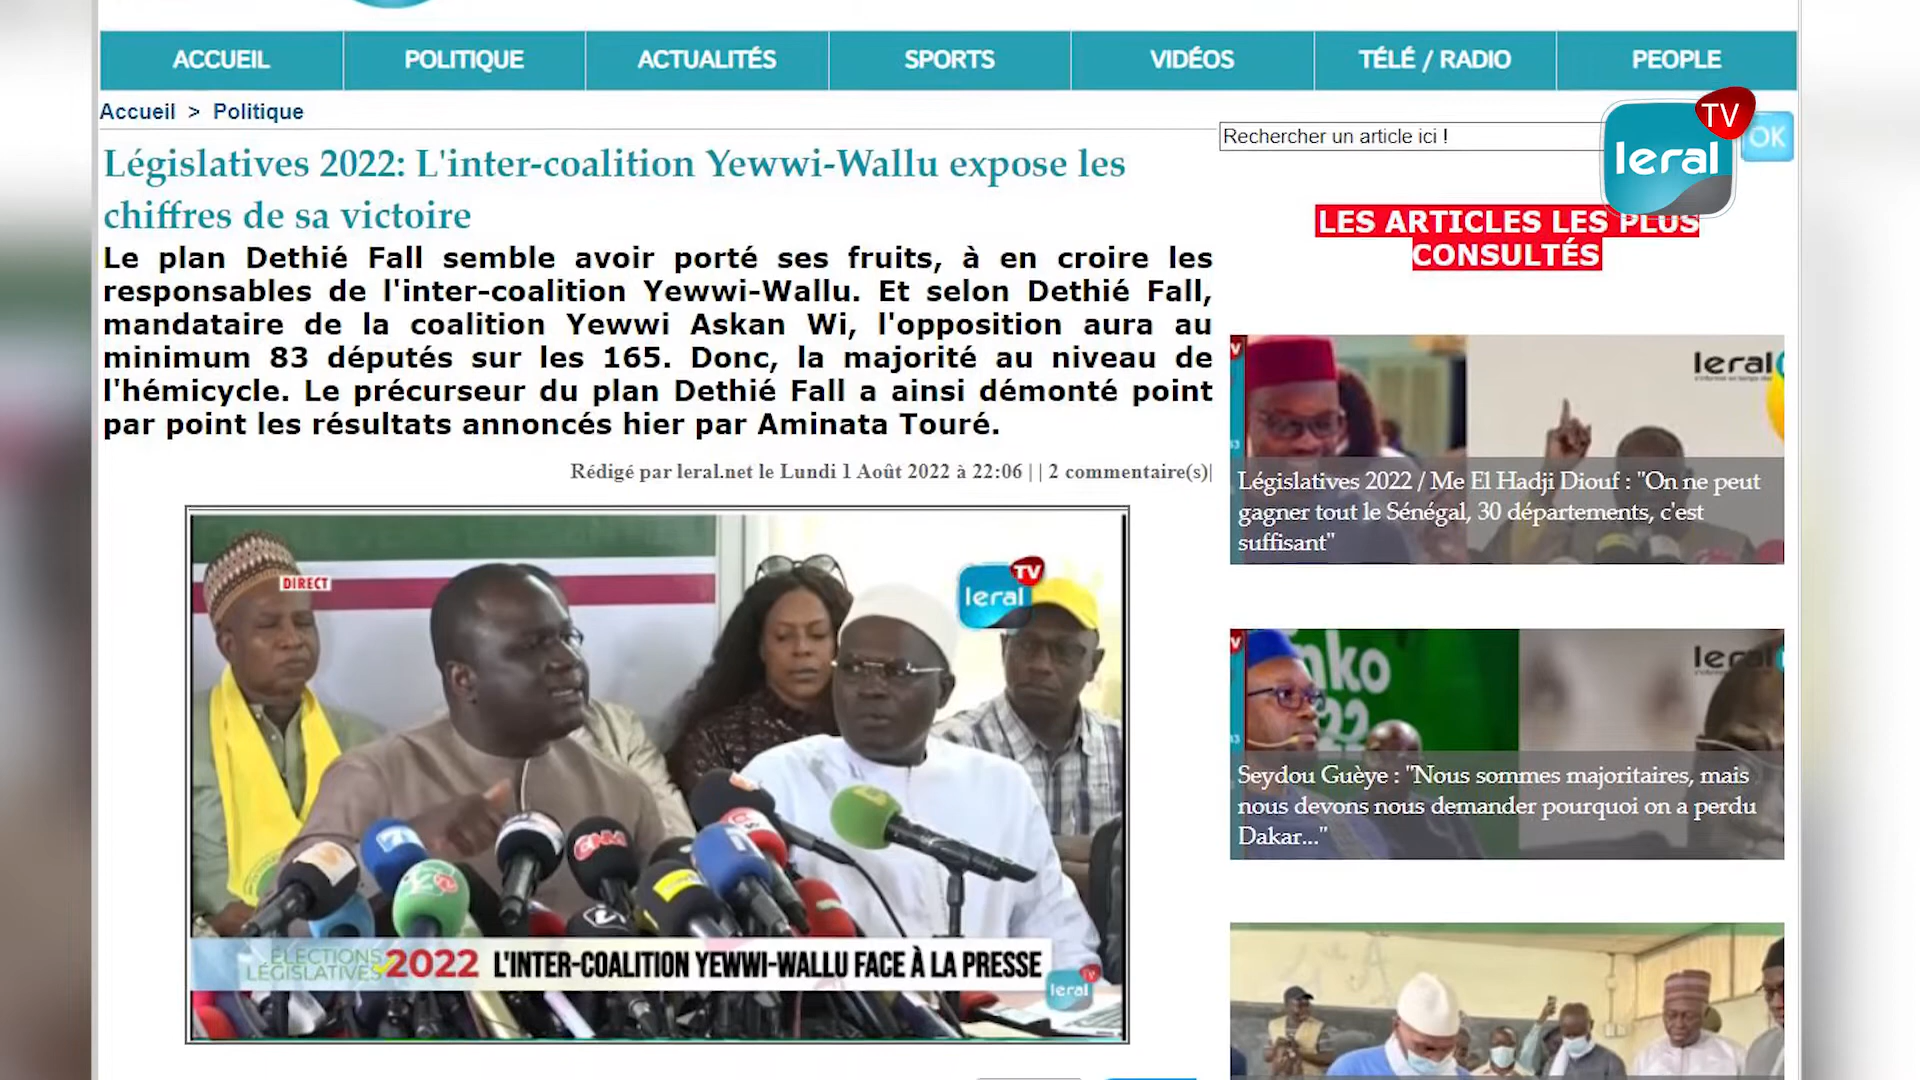 ACCUEIL
POLITIQUE
ACTUALITÉS
SPORTS
VIDÉOS
TÉLÉ / RADIO
PEOPLE
Accueil > Politique
Rechercher un article ici !
OK
leral TV
Législatives 2022: L'inter-coalition Yewwi-Wallu expose les
chiffres de sa victoire
Le plan Dethié Fall semble avoir porté ses fruits, à en croire les
responsables de l'inter-coalition Yewwi-Wallu. Et selon Dethié Fall,
mandataire de la coalition Yewwi Askan Wi, l'opposition aura au
minimum 83 députés sur les 165. Donc, la majorité au niveau de
l'hémicycle. Le précurseur du plan Dethié Fall a ainsi démonté point
par point les résultats annoncés hier par Aminata Touré.
Rédigé par leral.net le Lundi 1 Août 2022 à 22:06 | | 2 commentaire(s)|
DIRECT
leral TV
ÉLECTIONS
LÉGISLATIVES 2022
L'INTER-COALITION YEWWI-WALLU FACE À LA PRESSE
leral
LES ARTICLES LES PLUS
CONSULTÉS
leral
Législatives 2022 / Me El Hadji Diouf : "On ne peut
gagner tout le Sénégal, 30 départements, c'est
suffisant"
leral
Seydou Guèye : "Nous sommes majoritaires, mais
nous devons nous demander pourquoi on a perdu
Dakar..."